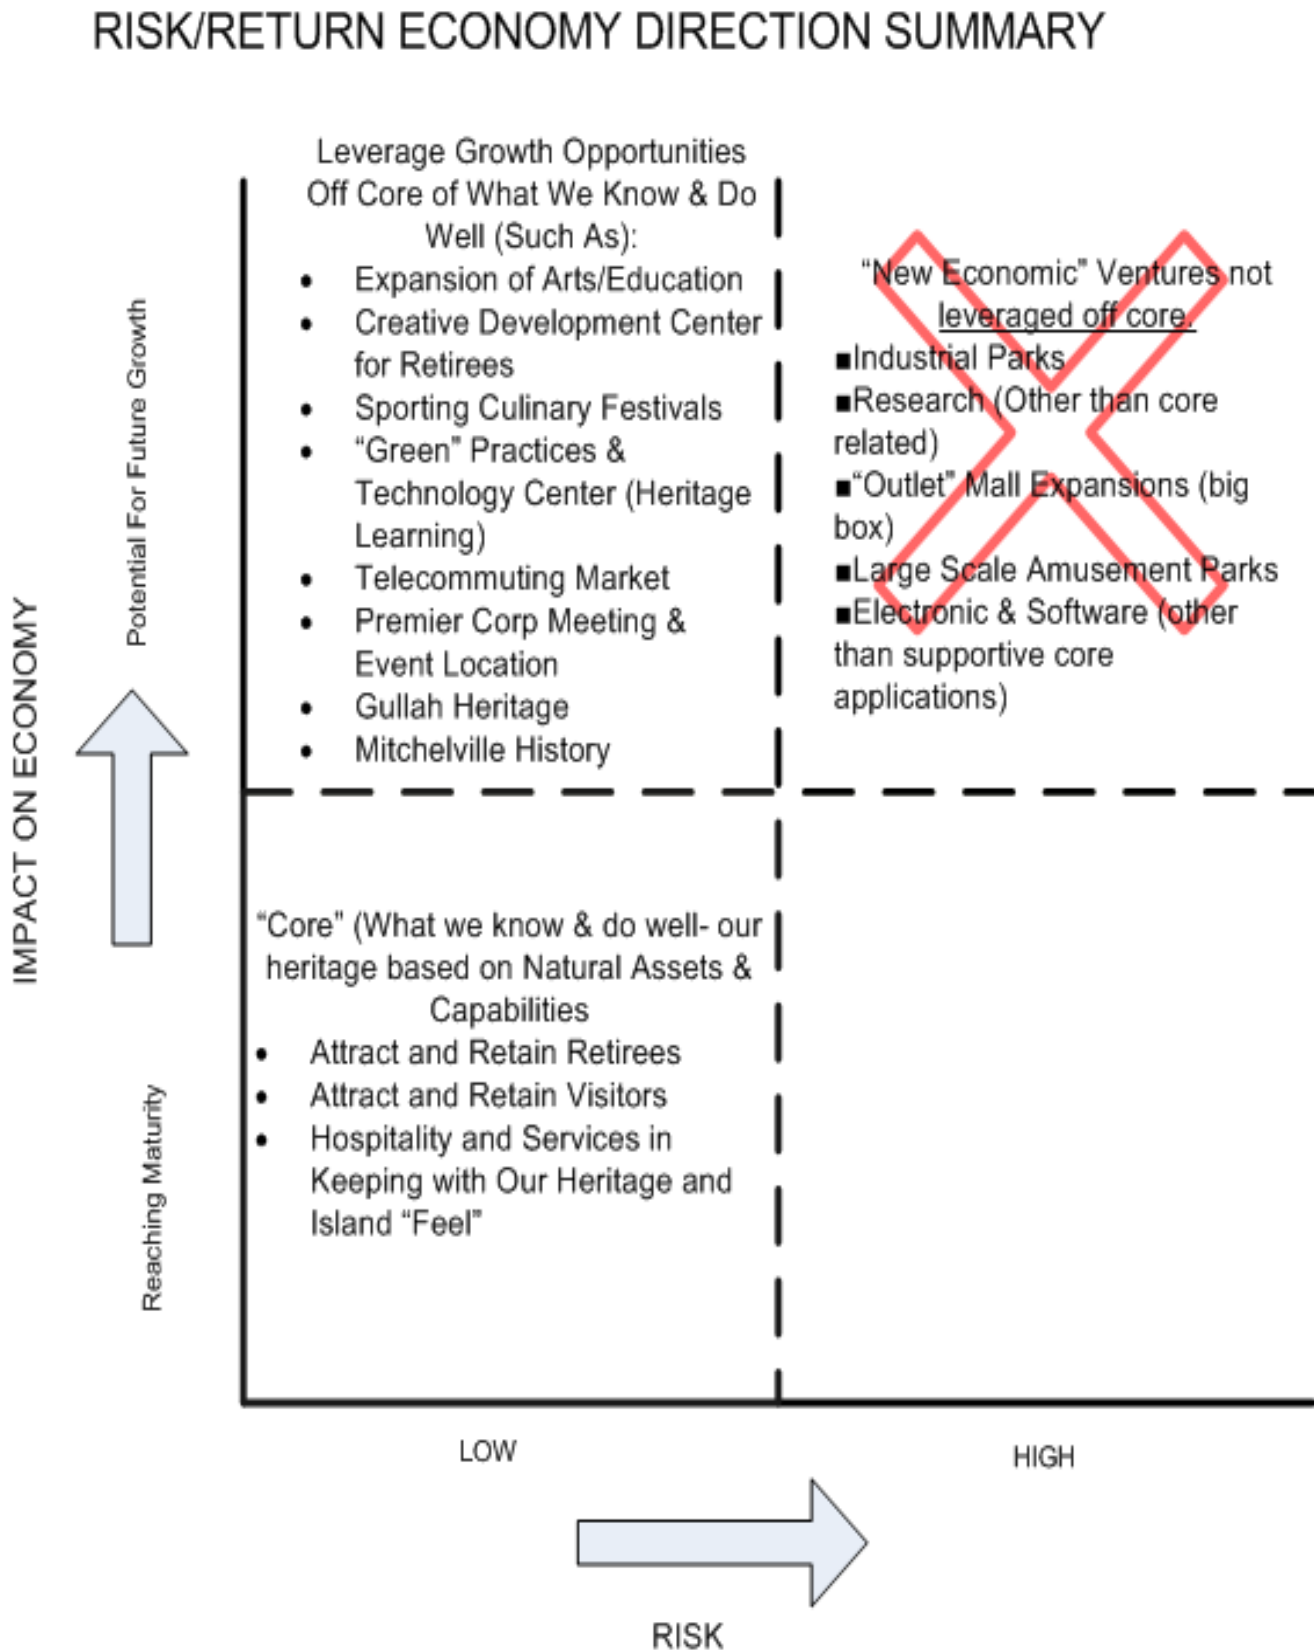 RISK/RETURN ECONOMY DIRECTION SUMMARY
Leverage Growth Opportunities
Off Core of What We Know & Do
Well (Such As):
• Expansion of Arts/Education
• Creative Development Center
for Retirees
• Sporting Culinary Festivals
• “Green” Practices &
Technology Center (Heritage
Learning)
• Telecommuting Market
• Premier Corp Meeting &
Event Location
• Gullah Heritage
• Mitchelville History
“New Economic” Ventures not
leveraged off core.
■Industrial Parks
■Research (Other than core
related)
■“Outlet” Mall Expansions (big
box)
■Large Scale Amusement Parks
■Electronic & Software (other
than supportive core
applications)
IMPACT ON ECONOMY
Potential For Future Growth
Reaching Maturity
“Core” (What we know & do well- our
heritage based on Natural Assets &
Capabilities
• Attract and Retain Retirees
• Attract and Retain Visitors
• Hospitality and Services in
Keeping with Our Heritage and
Island “Feel”
LOW
HIGH
RISK